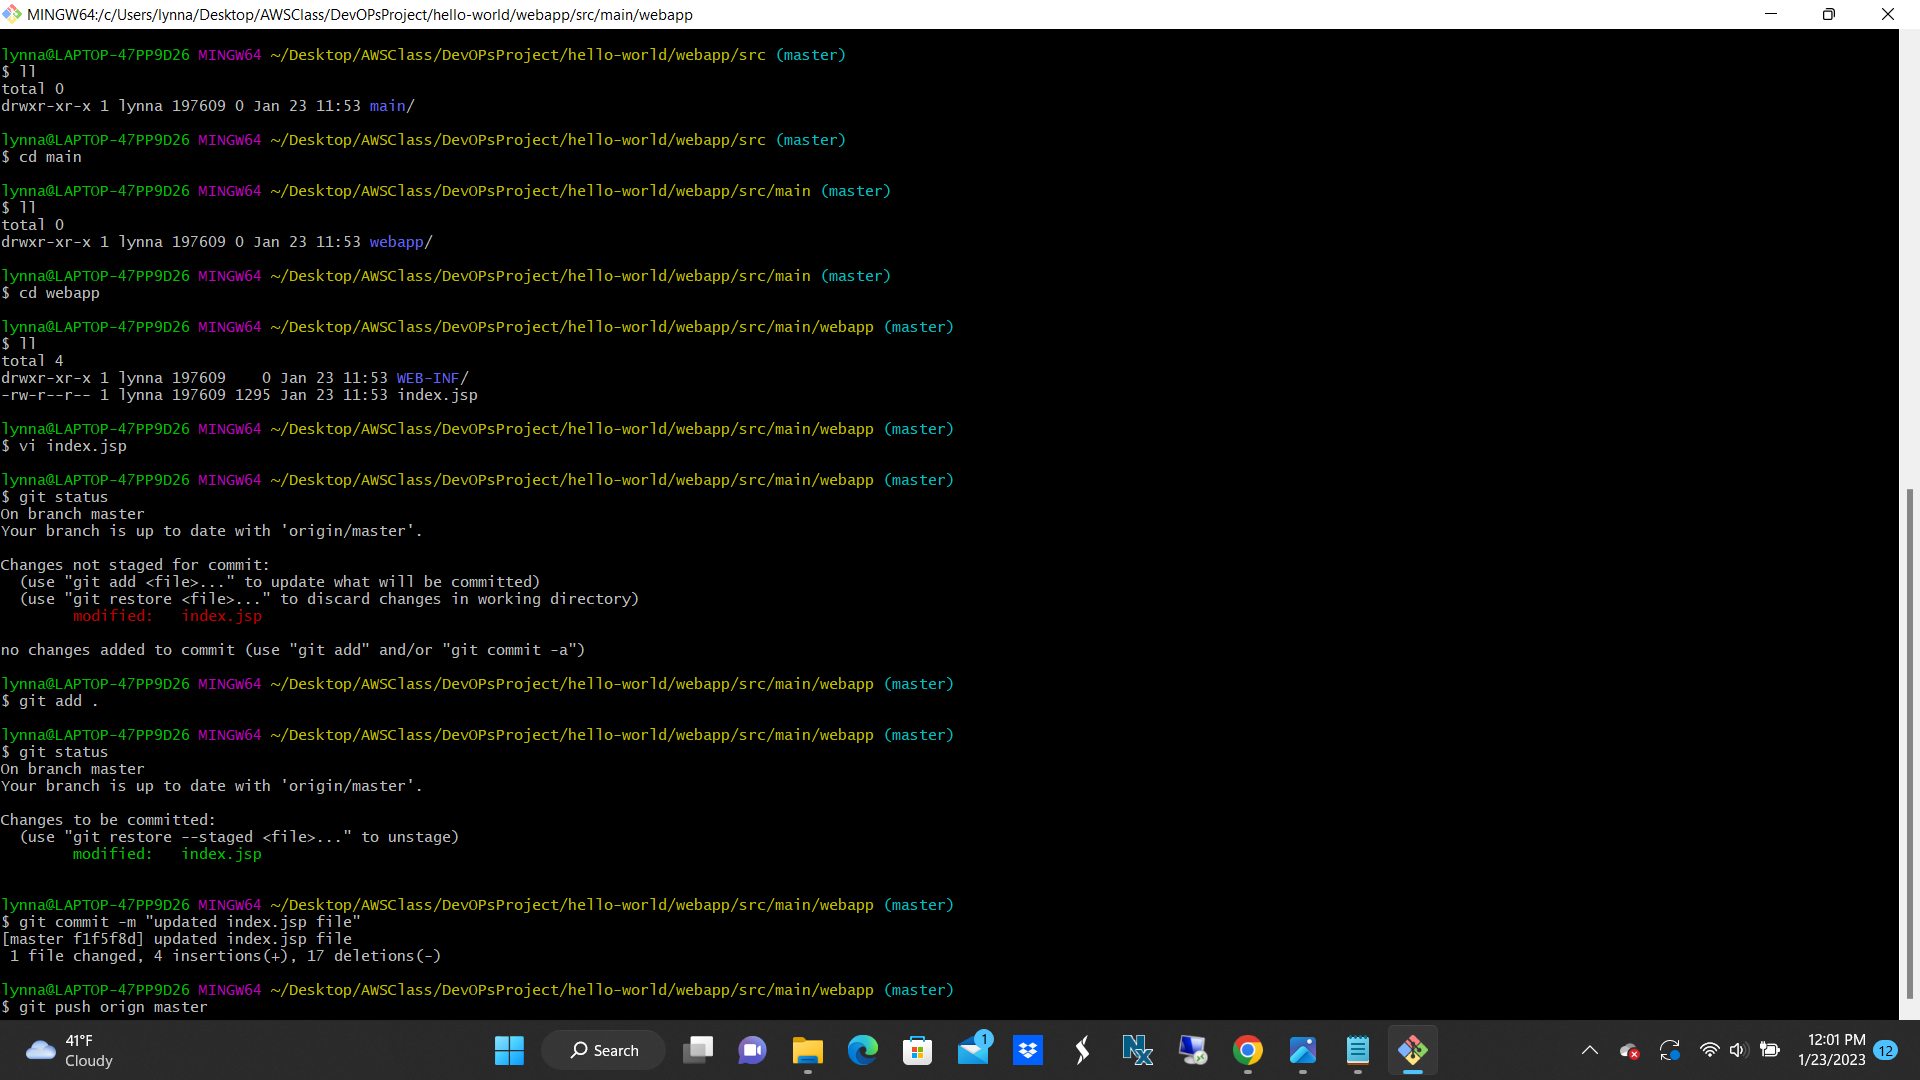 MINGW64:/c/Users/lynna/Desktop/AWSClass/DevOPsProject/hello-world/webapp/src/main/webapp
lynna@LAPTOP-47PP9D26 MINGW64 ~/Desktop/AWSClass/DevOPsProject/hello-world/webapp/src (master)
$ ll
total 0
drwxr-xr-x 1 lynna 197609 0 Jan 23 11:53 main/
lynna@LAPTOP-47PP9D26 MINGW64 ~/Desktop/AWSClass/DevOPsProject/hello-world/webapp/src (master)
$ cd main
lynna@LAPTOP-47PP9D26 MINGW64 ~/Desktop/AWSClass/DevOPsProject/hello-world/webapp/src/main (master)
$ ll
total 0
drwxr-xr-x 1 lynna 197609 0 Jan 23 11:53 webapp/
lynna@LAPTOP-47PP9D26 MINGW64 ~/Desktop/AWSClass/DevOPsProject/hello-world/webapp/src/main (master)
$ cd webapp
lynna@LAPTOP-47PP9D26 MINGW64 ~/Desktop/AWSClass/DevOPsProject/hello-world/webapp/src/main/webapp (master)
$ ll
total 4
drwxr-xr-x 1 lynna 197609    0 Jan 23 11:53 WEB-INF/
-rw-r--r-- 1 lynna 197609 1295 Jan 23 11:53 index.jsp
lynna@LAPTOP-47PP9D26 MINGW64 ~/Desktop/AWSClass/DevOPsProject/hello-world/webapp/src/main/webapp (master)
$ vi index.jsp
lynna@LAPTOP-47PP9D26 MINGW64 ~/Desktop/AWSClass/DevOPsProject/hello-world/webapp/src/main/webapp (master)
$ git status
On branch master
Your branch is up to date with 'origin/master'.
Changes not staged for commit:
  (use "git add <file>..." to update what will be committed)
  (use "git restore <file>..." to discard changes in working directory)
        modified:   index.jsp
no changes added to commit (use "git add" and/or "git commit -a")
lynna@LAPTOP-47PP9D26 MINGW64 ~/Desktop/AWSClass/DevOPsProject/hello-world/webapp/src/main/webapp (master)
$ git add .
lynna@LAPTOP-47PP9D26 MINGW64 ~/Desktop/AWSClass/DevOPsProject/hello-world/webapp/src/main/webapp (master)
$ git status
On branch master
Your branch is up to date with 'origin/master'.
Changes to be committed:
  (use "git restore --staged <file>..." to unstage)
        modified:   index.jsp
lynna@LAPTOP-47PP9D26 MINGW64 ~/Desktop/AWSClass/DevOPsProject/hello-world/webapp/src/main/webapp (master)
$ git commit -m "updated index.jsp file"
[master f1f5f8d] updated index.jsp file
 1 file changed, 4 insertions(+), 17 deletions(-)
lynna@LAPTOP-47PP9D26 MINGW64 ~/Desktop/AWSClass/DevOPsProject/hello-world/webapp/src/main/webapp (master)
$ git push orign master
41°F
Cloudy
Search
1
Nx
12:01 PM
1/23/2023
12